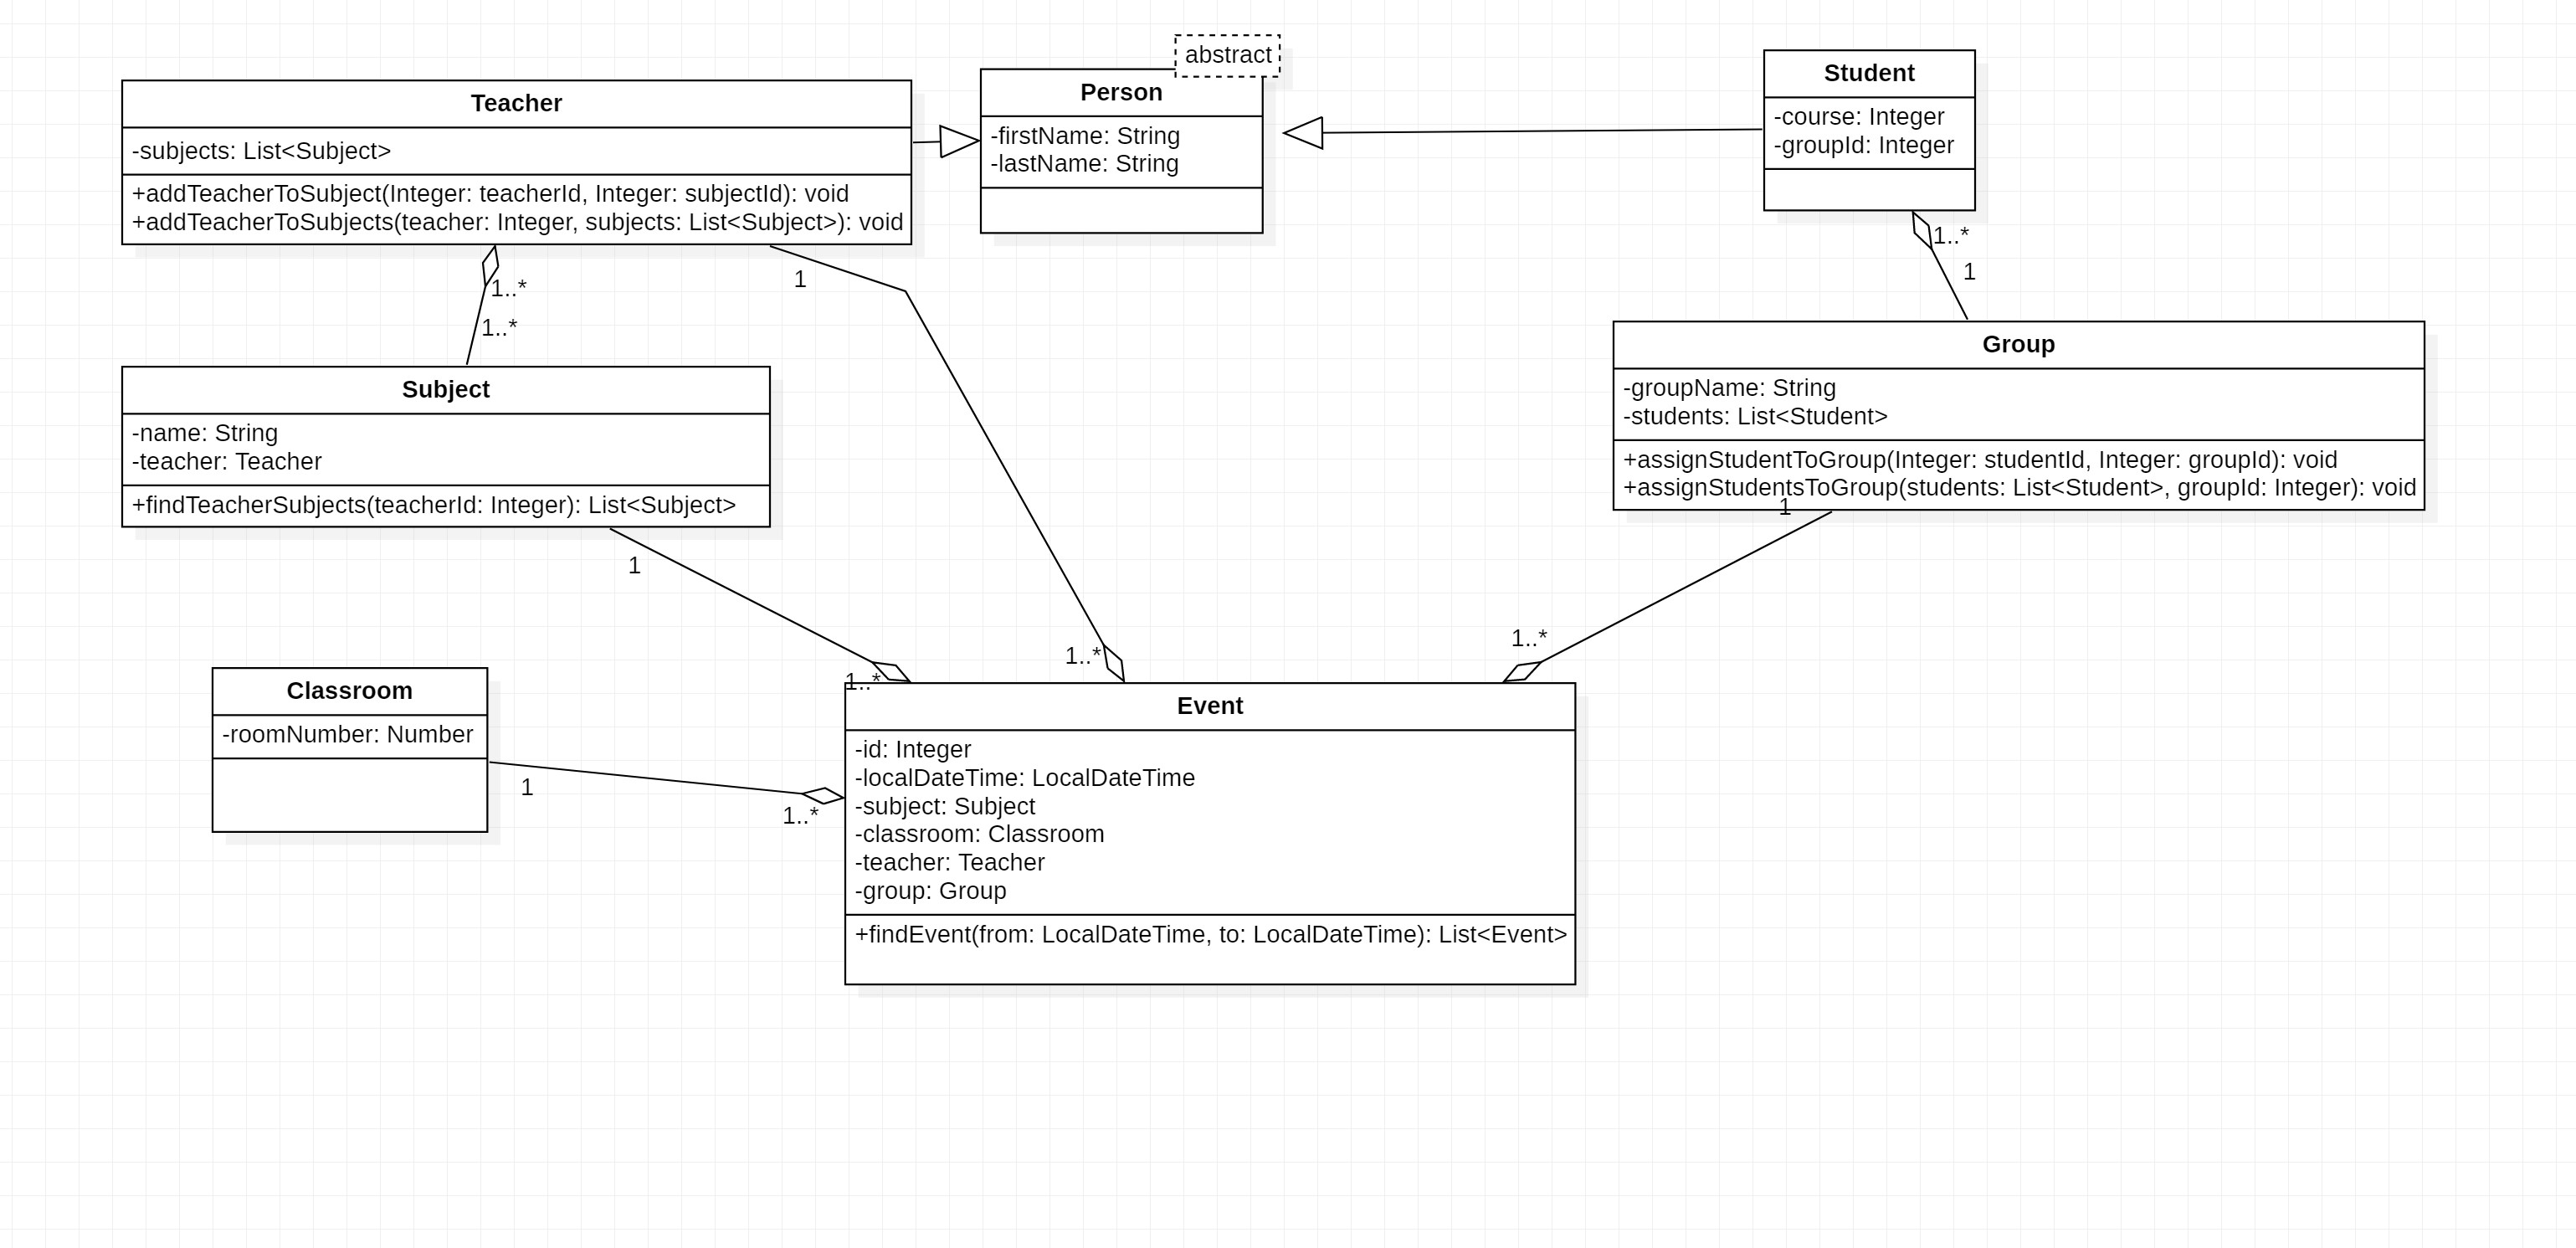 abstract
Teacher
-subjects: List<Subject>
+addTeacherToSubject(Integer: teacherId, Integer: subjectId): void
+addTeacherToSubjects(teacher: Integer, subjects: List<Subject>): void
Person
-firstName: String
-lastName: String
Student
-course: Integer
-groupId: Integer
1..*
1
1..*
1..*
1
Subject
-name: String
-teacher: Teacher
+findTeacherSubjects(teacherId: Integer): List<Subject>
Group
-groupName: String
-students: List<Student>
+assignStudentToGroup(Integer: studentId, Integer: groupId): void
+assignStudentsToGroup(students: List<Student>, groupId: Integer): void
1
1
1..*
1..*
1..*
Classroom
-roomNumber: Number
1
1..*
Event
-id: Integer
-localDateTime: LocalDateTime
-subject: Subject
-classroom: Classroom
-teacher: Teacher
-group: Group
+findEvent(from: LocalDateTime, to: LocalDateTime): List<Event>